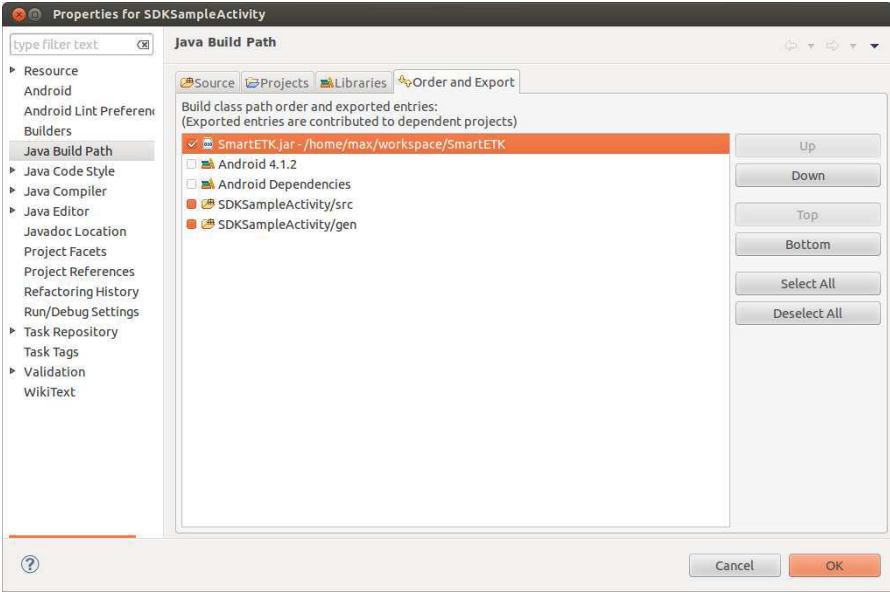 Properties for SDKSampleActivity
type filter text
Resource
Android
Android Lint Preferen
Builders
Java Build Path
Java Code Style
Java Compiler
Java Editor
Javadoc Location
Project Facets
Project References
Refactoring History
Run/Debug Settings
Task Repository
Task Tags
Validation
WikiText
Java Build Path
Source Projects Libraries Order and Export
Build class path order and exported entries:
(Exported entries are contributed to dependent projects)
SmartETK.jar - /home/max/workspace/SmartETK
Android 4.1.2
Android Dependencies
SDKSampleActivity/src
SDKSampleActivity/gen
Up
Down
Top
Bottom
Select All
Deselect All
?
Cancel OK